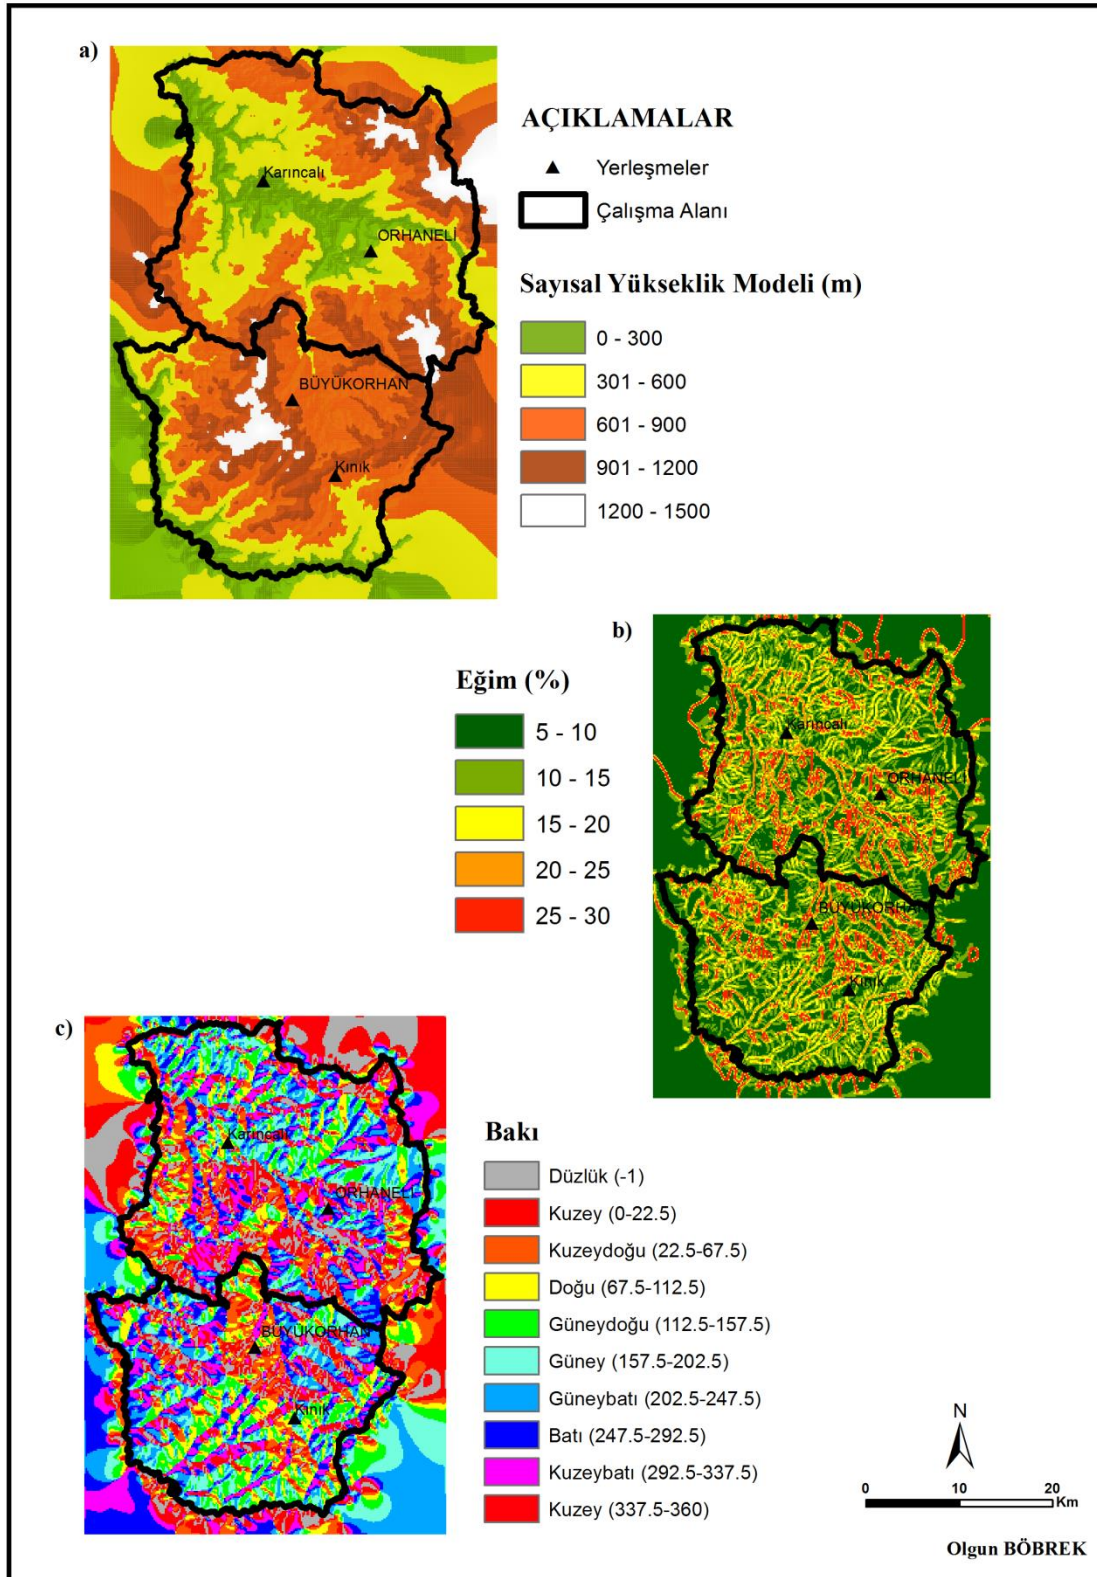 a)
Karıncalı
ORHANELİ
BÜYÜKORHAN
Kınık
AÇIKLAMALAR
Yerleşmeler
Çalışma Alanı
Sayısal Yükseklik Modeli (m)
0 - 300
301 - 600
601 - 900
901 - 1200
1200 - 1500
b)
Karıncalı
ORHANELİ
BÜYÜKORHAN
Kınık
Eğim (%)
5 - 10
10 - 15
15 - 20
20 - 25
25 - 30
c)
Karıncalı
ORHANELİ
BÜYÜKORHAN
Kınık
Bakı
Düzlük (-1)
Kuzey (0-22.5)
Kuzeydoğu (22.5-67.5)
Doğu (67.5-112.5)
Güneydoğu (112.5-157.5)
Güney (157.5-202.5)
Güneybatı (202.5-247.5)
Batı (247.5-292.5)
Kuzeybatı (292.5-337.5)
Kuzey (337.5-360)
N
0 10 20
Km
Olgun BÖBREK